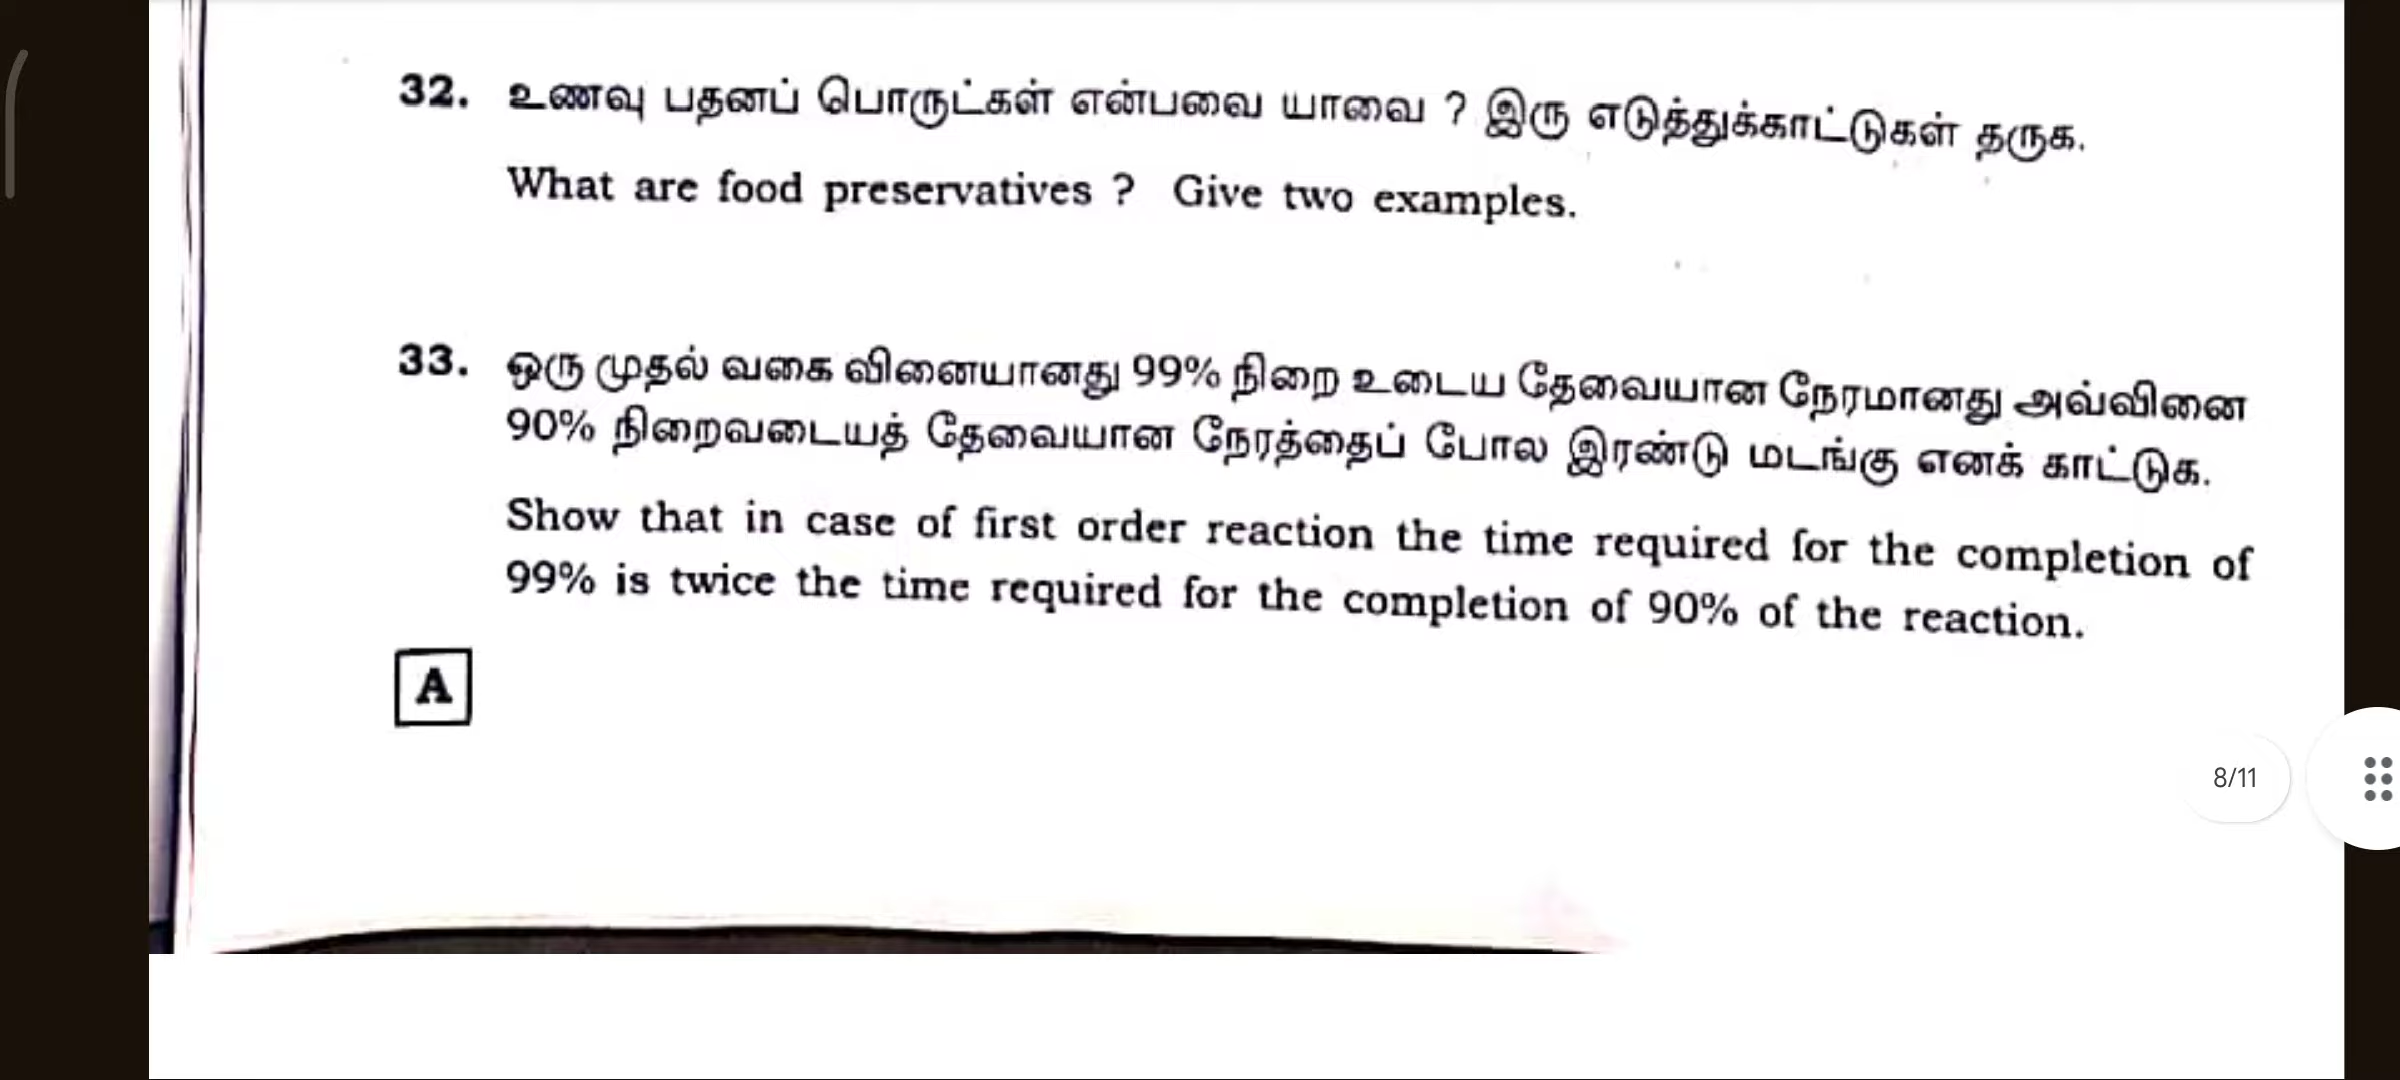 32. உணவு பதனப் பொருட்கள் என்பவை யாவை ? இரு எடுத்துக்காட்டுகள் தருக.
What are food preservatives ? Give two examples.
33. ஒரு முதல் வகை வினையானது 99% நிறை உடைய தேவையான நேரமானது அவ்வினை
90% நிறைவடையத் தேவையான நேரத்தைப் போல இரண்டு மடங்கு எனக் காட்டுக.
Show that in case of first order reaction the time required for the completion of
99% is twice the time required for the completion of 90% of the reaction.
A
8/11